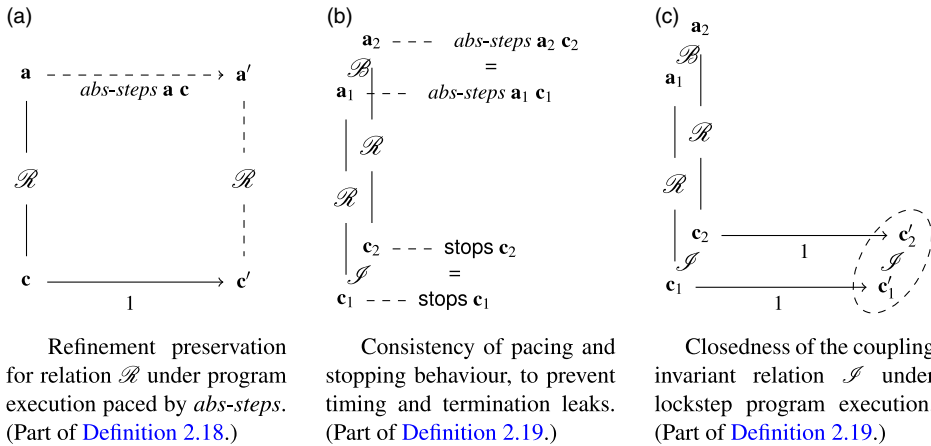 (a)
a
a′
abs-steps a c
ℛ
ℛ
c
c′
1
Refinement preservation
for relation ℛ under program
execution paced by abs-steps.
(Part of Definition 2.18.)
(b)
a₂
abs-steps a₂ c₂
ℬ
=
a₁
abs-steps a₁ c₁
ℛ
ℛ
c₂
stops c₂
ℐ
=
c₁
stops c₁
Consistency of pacing and
stopping behaviour, to prevent
timing and termination leaks.
(Part of Definition 2.19.)
(c)
a₂
ℬ
a₁
ℛ
ℛ
c₂
c′₂
1
ℐ
ℐ
c₁
c′₁
1
Closedness of the coupling
invariant relation ℐ under
lockstep program execution
(Part of Definition 2.19.)